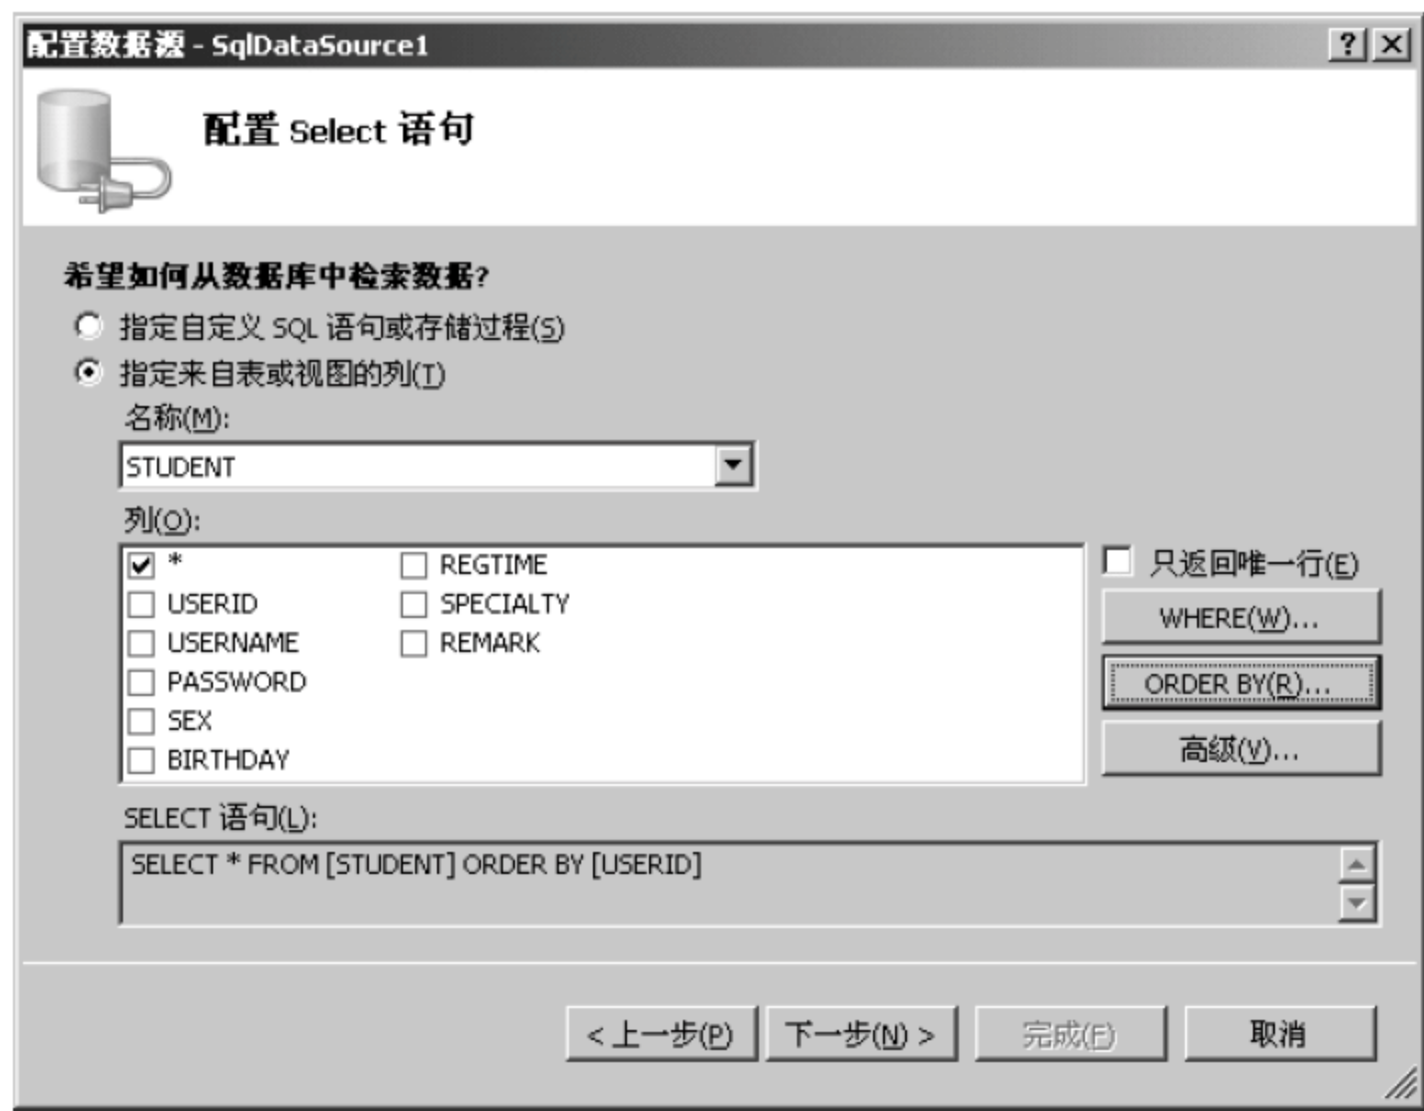 配置数据源 - SqlDataSource1
配置 Select 语句
希望如何从数据库中检索数据?
指定自定义 SQL 语句或存储过程(S)
指定来自表或视图的列(T)
名称(M):
STUDENT
列(O):
* REGTIME 只返回唯一行(E)
USERID SPECIALTY WHERE(W)...
USERNAME REMARK
PASSWORD ORDER BY(R)...
SEX
BIRTHDAY 高级(V)...
SELECT 语句(L):
SELECT * FROM [STUDENT] ORDER BY [USERID]
< 上一步(P) 下一步(N) > 完成(F) 取消